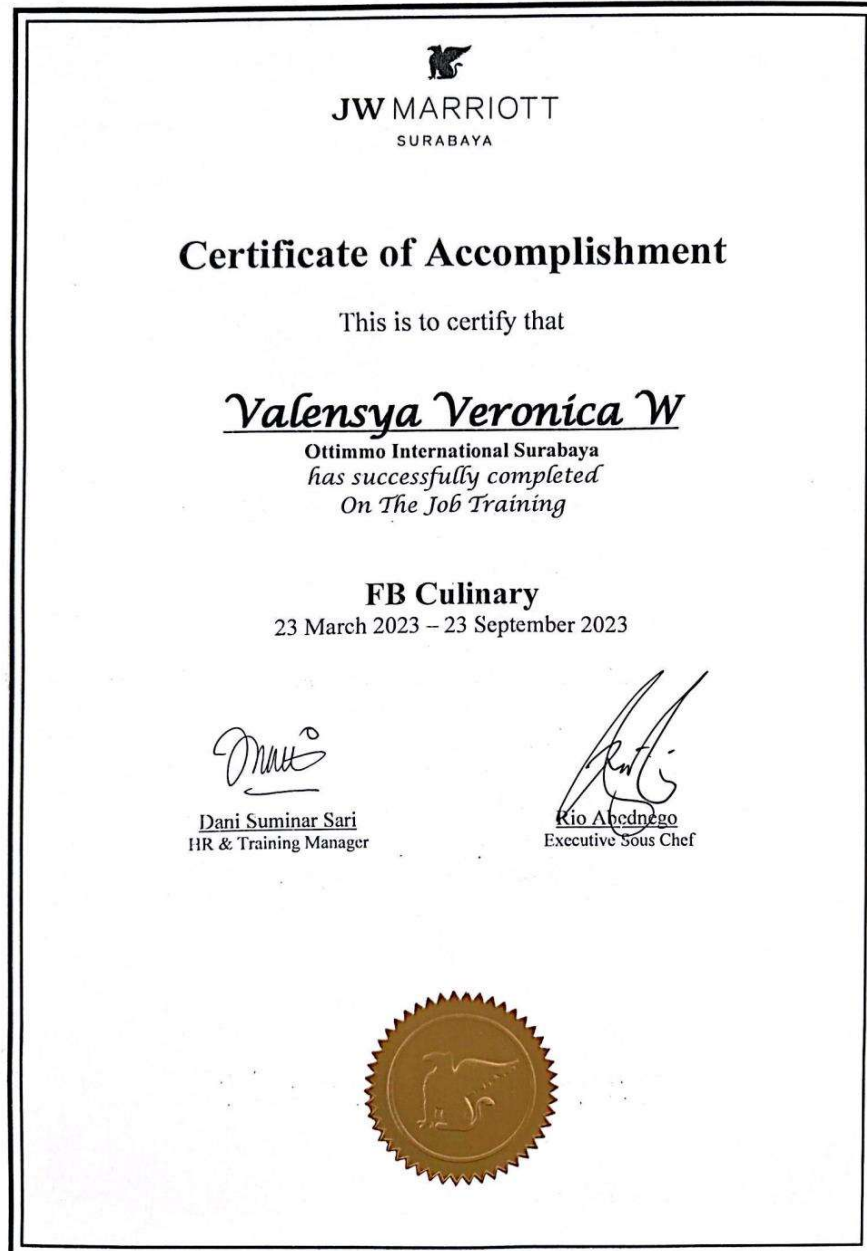 JW MARRIOTT
SURABAYA
Certificate of Accomplishment
This is to certify that
Valensya Veronica W
Ottimmo International Surabaya
has successfully completed
On The Job Training
FB Culinary
23 March 2023 – 23 September 2023
Dani Suminar Sari
HR & Training Manager
Rio Abednego
Executive Sous Chef